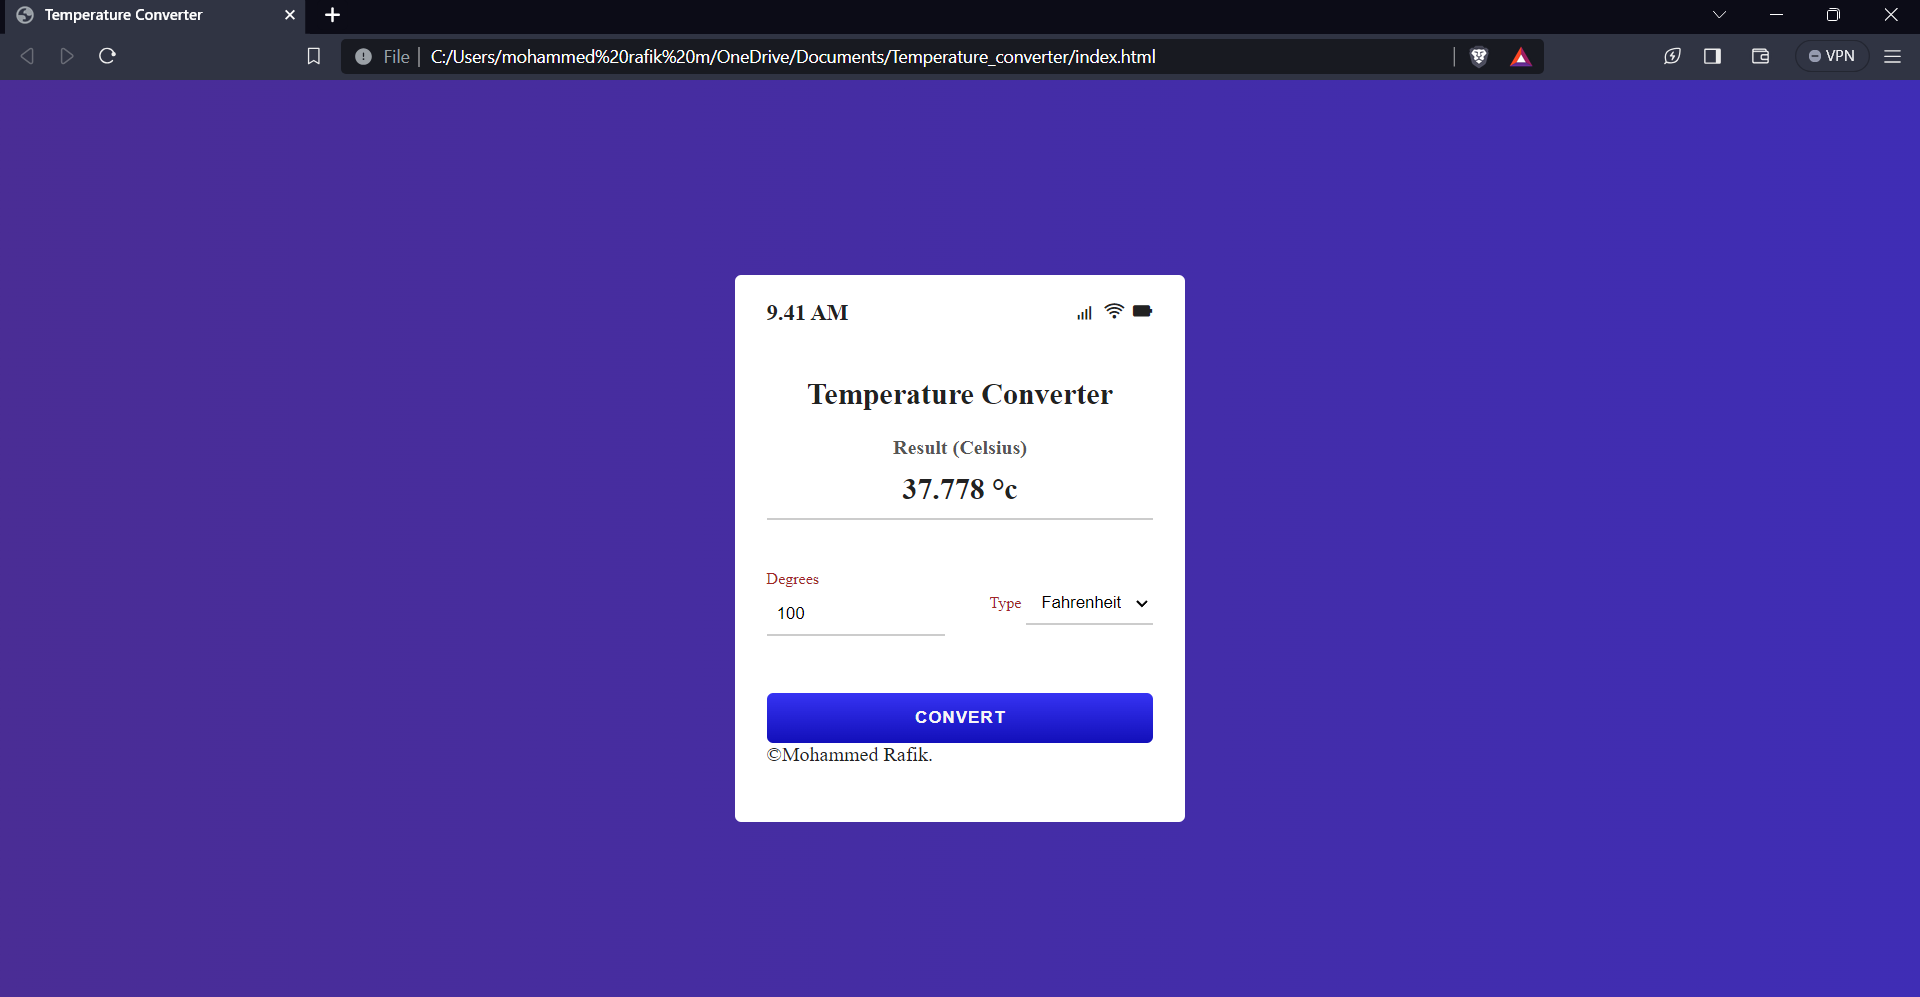 Temperature Converter
File C:/Users/mohammed%20rafik%20m/OneDrive/Documents/Temperature_converter/index.html
VPN
9.41 AM
Temperature Converter
Result (Celsius)
37.778 °c
Degrees
100
Type Fahrenheit
CONVERT
©Mohammed Rafik.